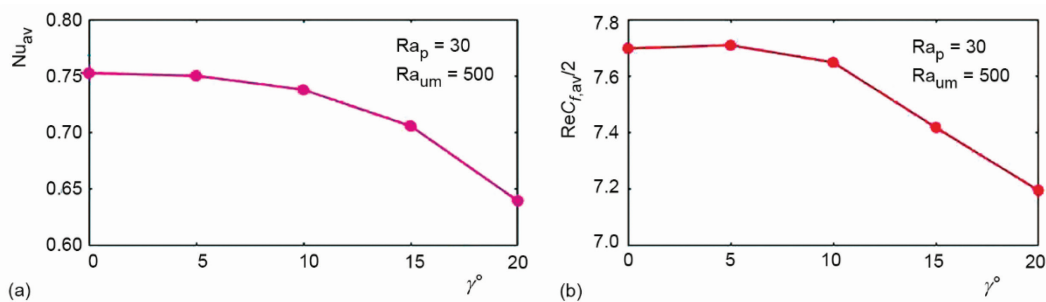 0.80
0.75
0.70
0.65
0.60
Nu_av
Ra_p = 30
Ra_um = 500
0 5 10 15 20
(a) γ°
7.8
7.6
7.4
7.2
7.0
ReC_f,av/2
Ra_p = 30
Ra_um = 500
0 5 10 15 20
(b) γ°